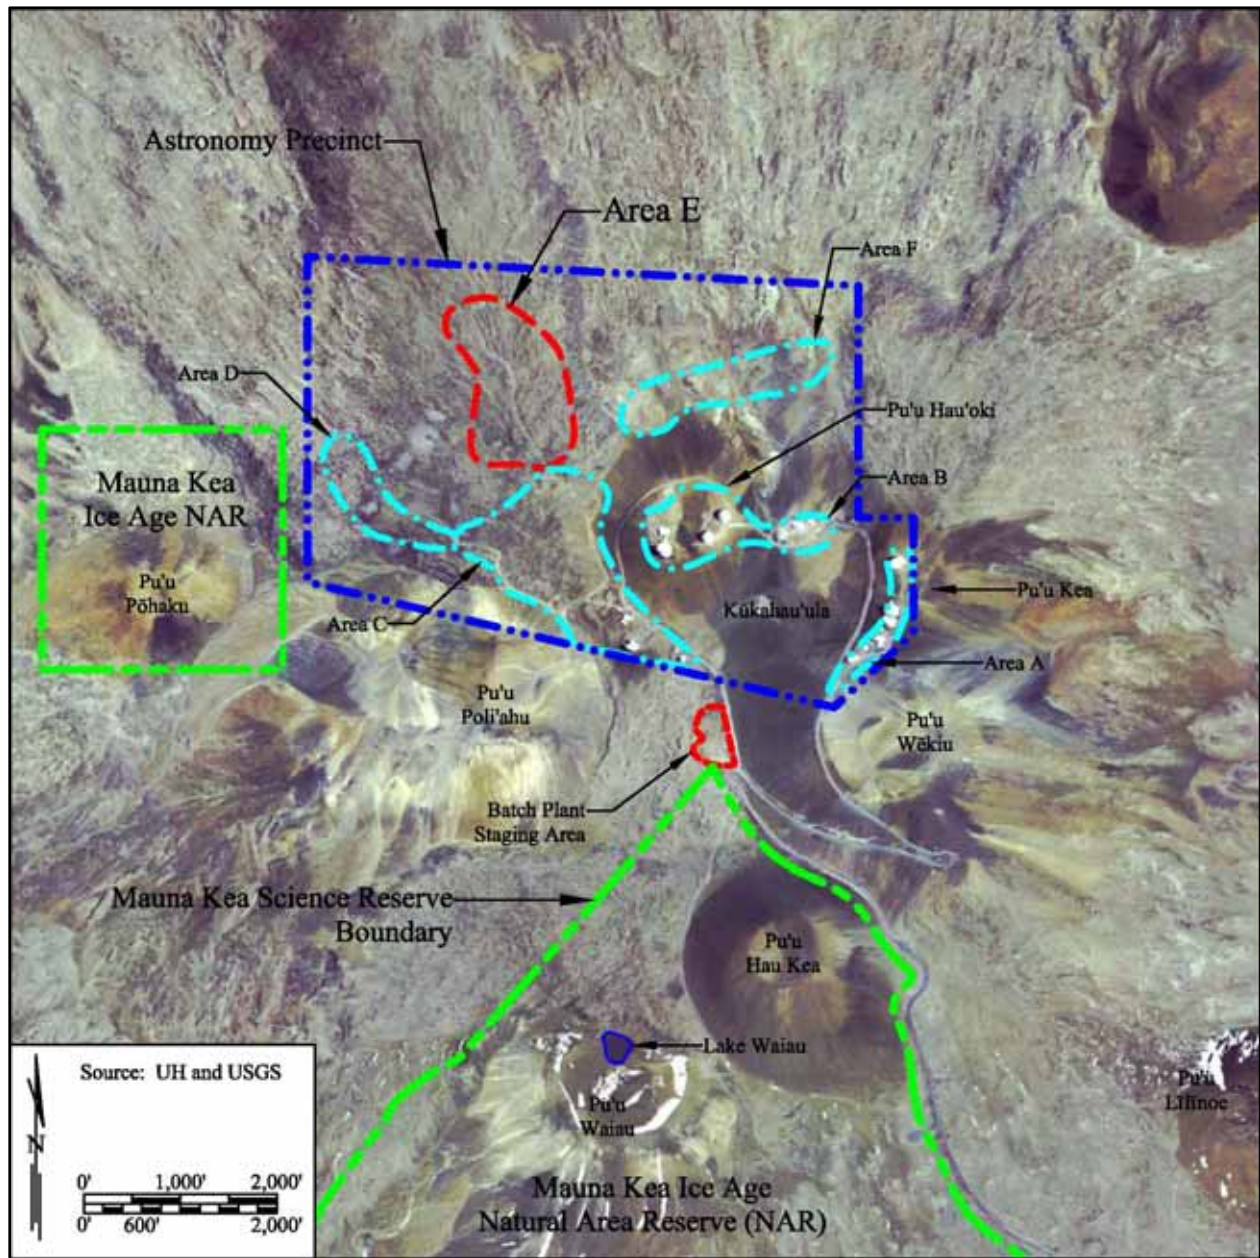 Astronomy Precinct
Area E
Area F
Area D
Pu'u Hau'oki
Mauna Kea
Ice Age NAR
Area B
Pu'u
Pōhaku
Pu'u Kea
Kūkahau'ula
Area C
Area A
Pu'u
Poli'ahu
Pu'u
Wēkiu
Batch Plant
Staging Area
Mauna Kea Science Reserve
Boundary
Pu'u
Hau Kea
Lake Waiau
Source: UH and USGS
Pu'u
Līlīnoe
Pu'u
Waiau
N
0' 1,000' 2,000'
0' 600' 2,000'
Mauna Kea Ice Age
Natural Area Reserve (NAR)